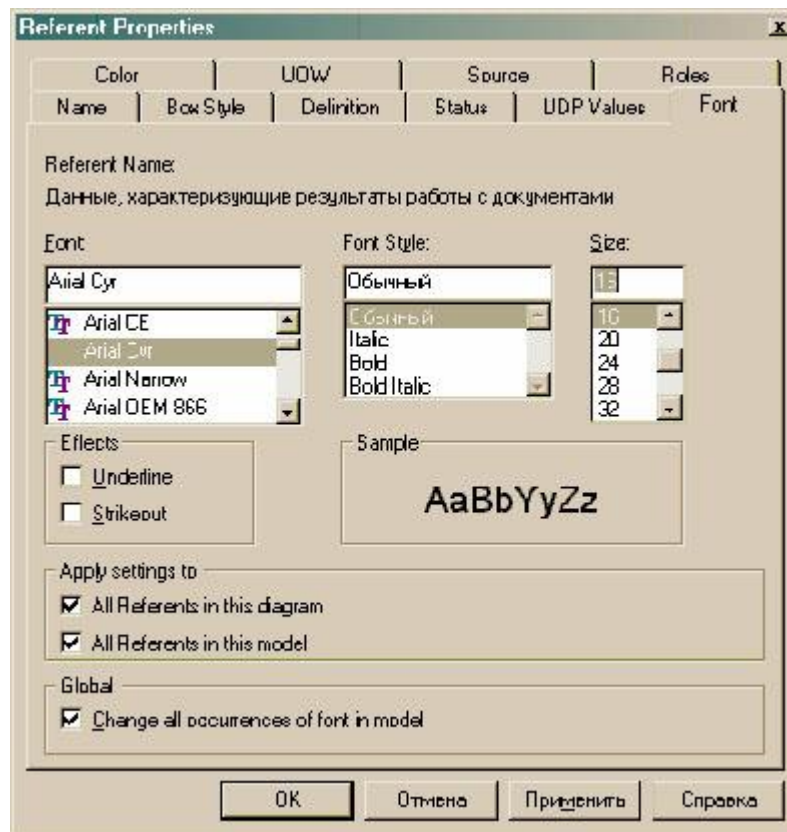 Referent Properties
Color UOW Source Roles
Name Box Style Definition Status UDP Values Font
Referent Name:
Данные, характеризующие результаты работы с документами
Font: Font Style: Size:
Arial Cyr Обычный 16
Arial CE Обычный 16
Arial Cyr Italic 20
Arial Narrow Bold 24
Arial OEM 866 Bold Italic 28
32
Effects Sample
Underline
Strikeout
AaBbYyZz
Apply settings to
All Referents in this diagram
All Referents in this model
Global
Change all occurrences of font in model
OK Отмена Применить Справка